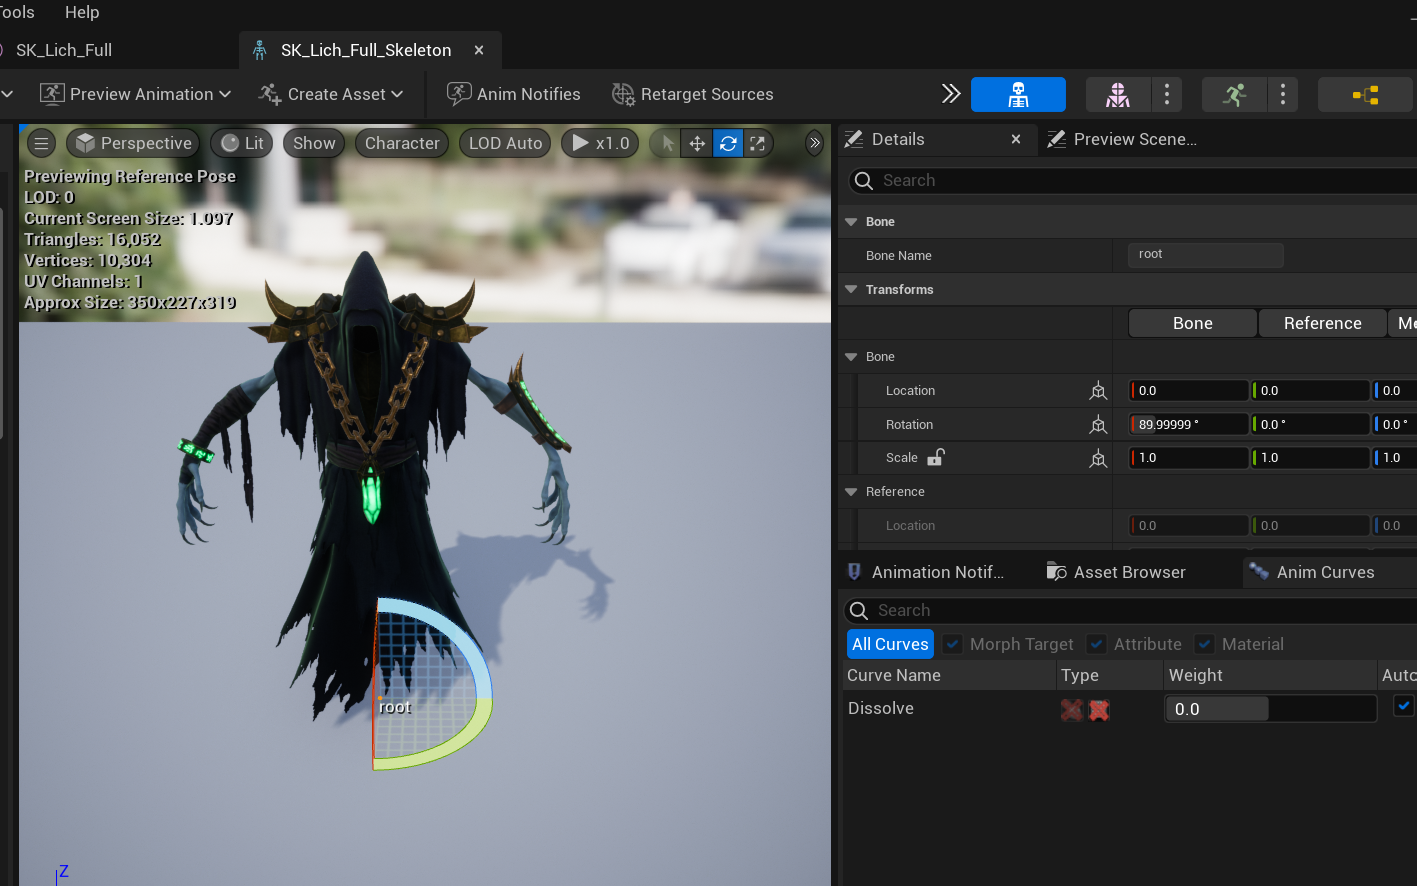 Tools Help
SK_Lich_Full SK_Lich_Full_Skeleton
Preview Animation Create Asset Anim Notifies Retarget Sources
Perspective Lit Show Character LOD Auto x1.0
Previewing Reference Pose
LOD: 0
Current Screen Size: 1.097
Triangles: 16,052
Vertices: 10,304
UV Channels: 1
Approx Size: 350x227x319
root
Z
Details Preview Scene...
Search
Bone
Bone Name root
Transforms
Bone Reference Me
Bone
Location 0.0 0.0 0.0
Rotation 89.99999 ° 0.0 ° 0.0 °
Scale 1.0 1.0 1.0
Reference
Location 0.0 0.0 0.0
Animation Notif... Asset Browser Anim Curves
Search
All Curves Morph Target Attribute Material
Curve Name Type Weight Auto
Dissolve 0.0